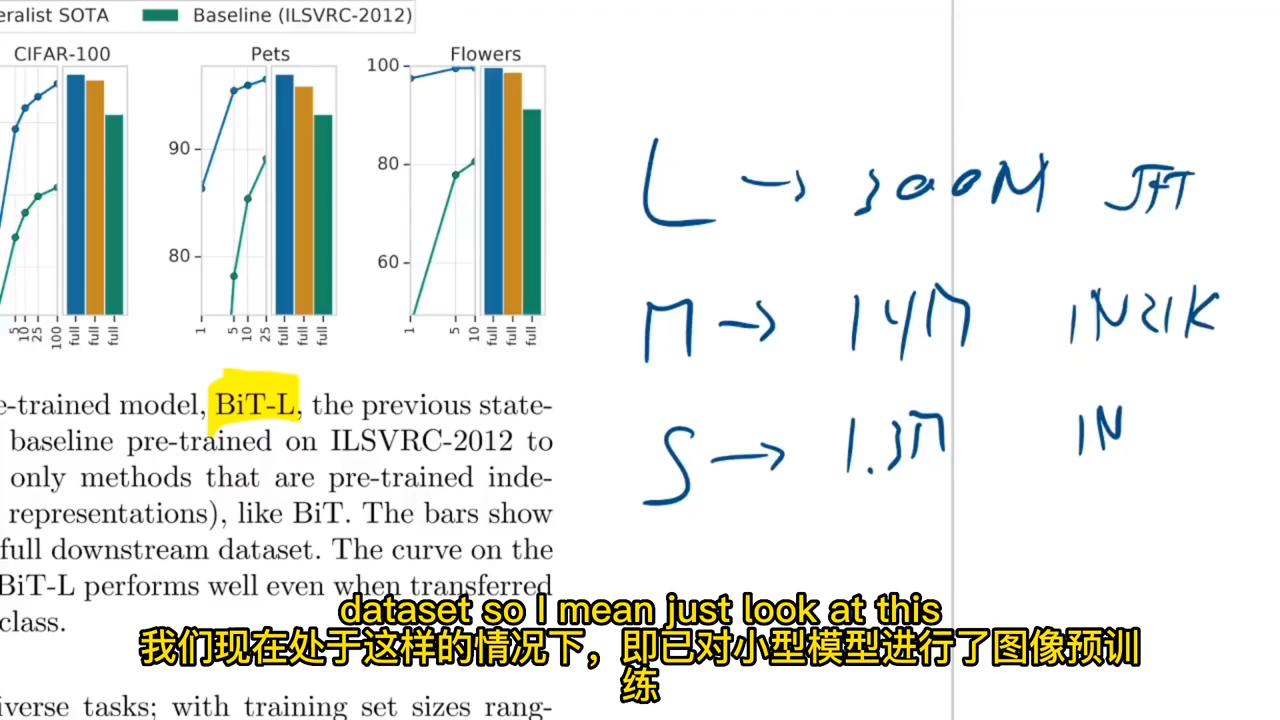 eralist SOTA Baseline (ILSVRC-2012)
CIFAR-100 Pets Flowers
100
90
80
80
60
5 10 25 100 full full full
1 5 10 25 full full full
1 5 10 full full full
L → 300M JFT
M → 14M IN21K
S → 1.3M IN
e-trained model, BiT-L, the previous state-
baseline pre-trained on ILSVRC-2012 to
only methods that are pre-trained inde-
representations), like BiT. The bars show
full downstream dataset. The curve on the
BiT-L performs well even when transferred
class.
dataset so I mean just look at this
我们现在处于这样的情况下，即已对小型模型进行了图像预训
练
iverse tasks; with training set sizes rang-